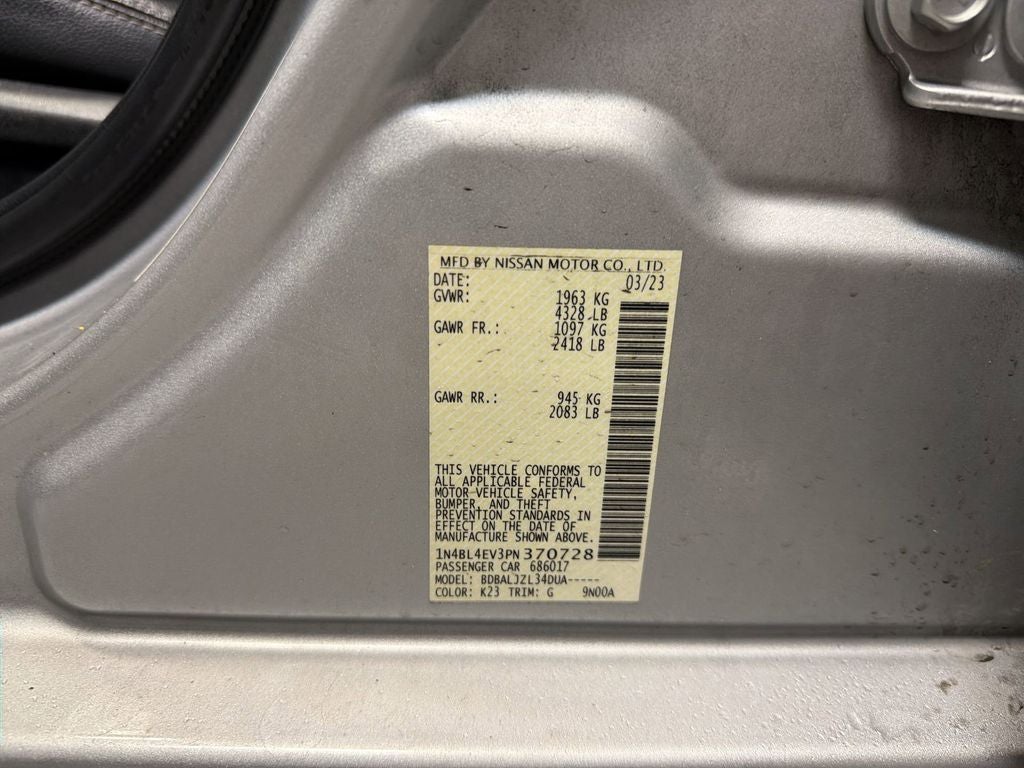 MFD BY NISSAN MOTOR CO., LTD.
DATE: 03/23
GVWR: 1963 KG
4328 LB
GAWR FR.: 1097 KG
2418 LB
GAWR RR.: 945 KG
2083 LB
THIS VEHICLE CONFORMS TO
ALL APPLICABLE FEDERAL
MOTOR VEHICLE SAFETY,
BUMPER, AND THEFT
PREVENTION STANDARDS IN
EFFECT ON THE DATE OF
MANUFACTURE SHOWN ABOVE.
1N4BL4EV3PN370728
PASSENGER CAR 686017
MODEL: BDBALJZL34DUA-----
COLOR: K23 TRIM: G 9N00A